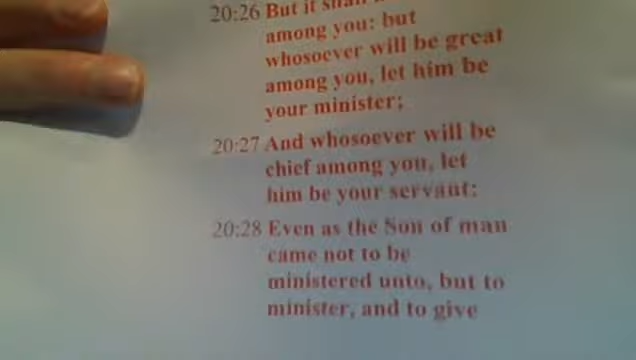 20:26 But it shall
among you: but
whosoever will be great
among you, let him be
your minister;
20:27 And whosoever will be
chief among you, let
him be your servant:
20:28 Even as the Son of man
came not to be
ministered unto, but to
minister, and to give